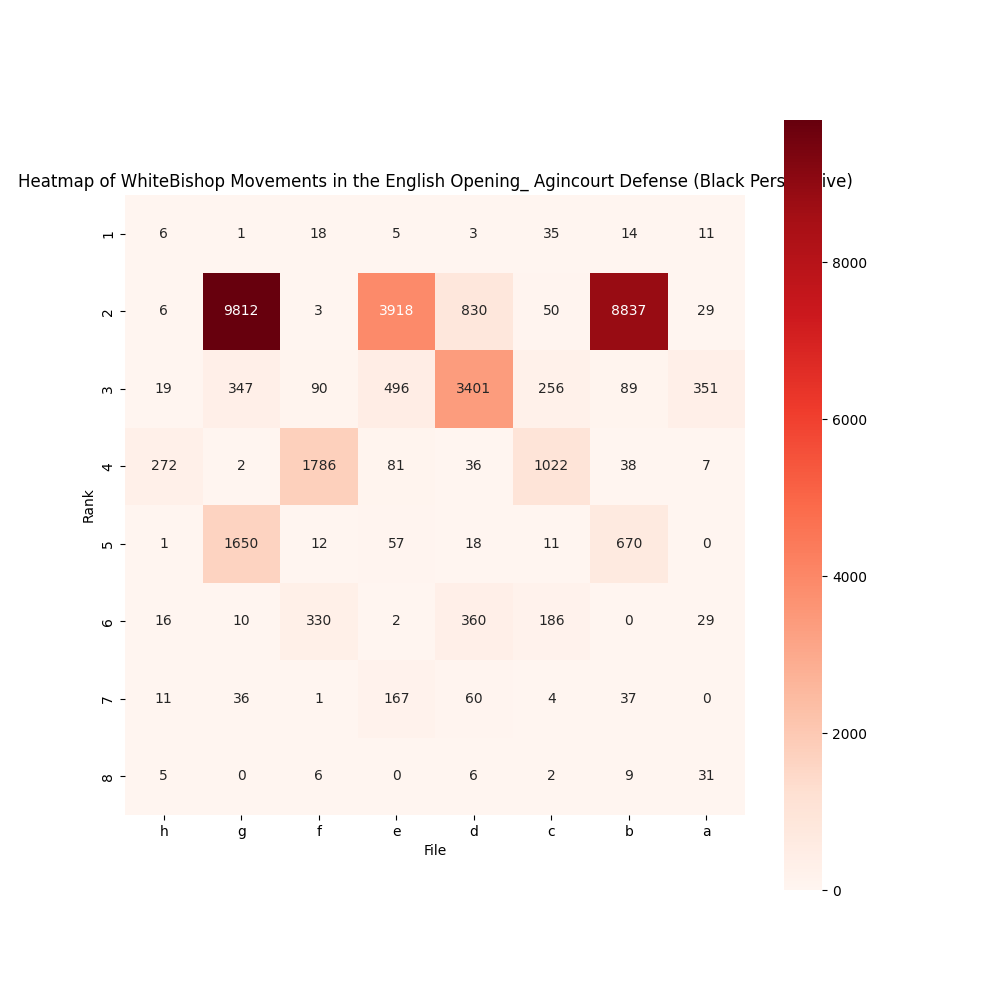 Heatmap of WhiteBishop Movements in the English Opening_ Agincourt Defense (Black Pers ive)
1 6 1 18 5 3 35 14 11
2 6 9812 3 3918 830 50 8837 29
3 19 347 90 496 3401 256 89 351
4 272 2 1786 81 36 1022 38 7
5 1 1650 12 57 18 11 670 0
6 16 10 330 2 360 186 0 29
7 11 36 1 167 60 4 37 0
8 5 0 6 0 6 2 9 31
h g f e d c b a
File
Rank
8000
6000
4000
2000
0